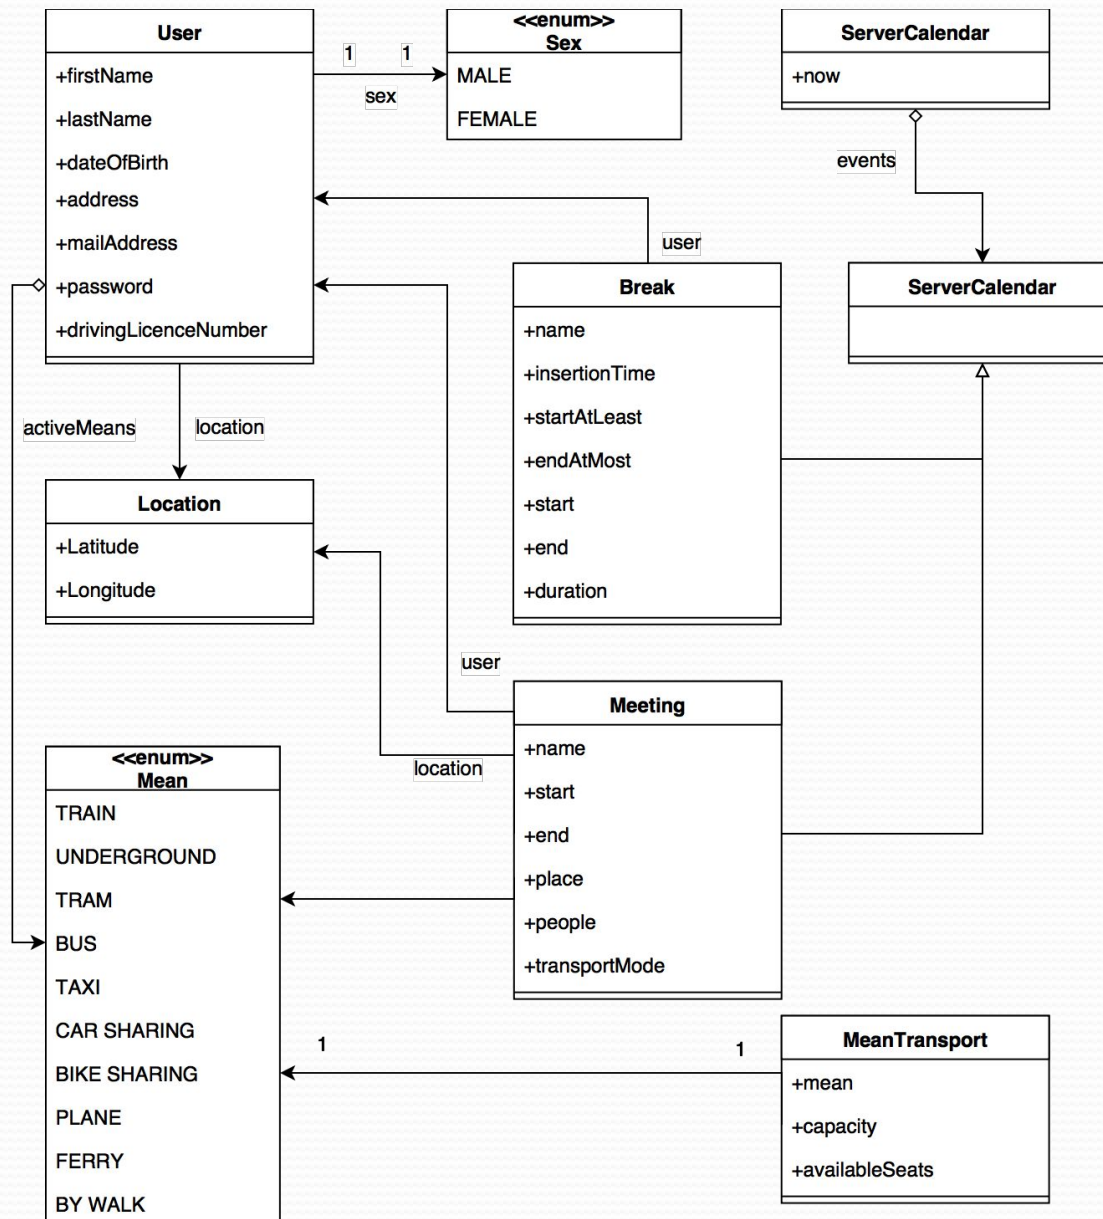 User
+firstName
+lastName
+dateOfBirth
+address
+mailAddress
+password
+drivingLicenceNumber
1
1
sex
<<enum>>
Sex
MALE
FEMALE
ServerCalendar
+now
events
ServerCalendar
user
Break
+name
+insertionTime
+startAtLeast
+endAtMost
+start
+end
+duration
activeMeans
location
Location
+Latitude
+Longitude
user
location
Meeting
+name
+start
+end
+place
+people
+transportMode
<<enum>>
Mean
TRAIN
UNDERGROUND
TRAM
BUS
TAXI
CAR SHARING
BIKE SHARING
PLANE
FERRY
BY WALK
1
1
MeanTransport
+mean
+capacity
+availableSeats